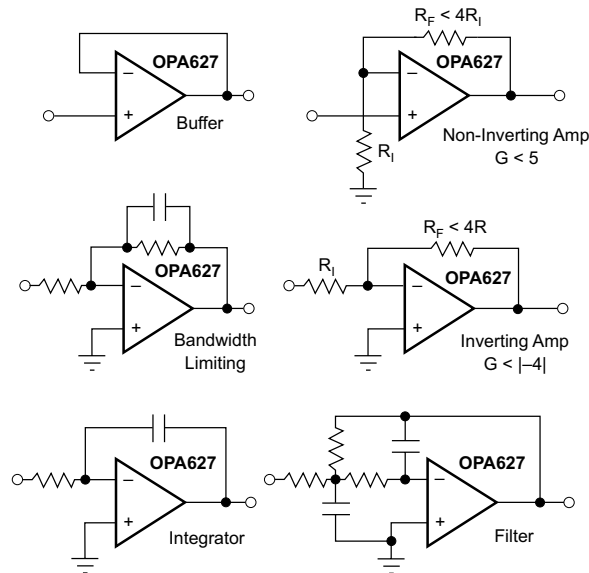 OPA627
–
+
Buffer
R_F < 4R_I
OPA627
–
+
R_I
Non-Inverting Amp
G < 5
OPA627
–
+
Bandwidth
Limiting
R_F < 4R
R_I
OPA627
–
+
Inverting Amp
G < |–4|
OPA627
–
+
Integrator
OPA627
–
+
Filter